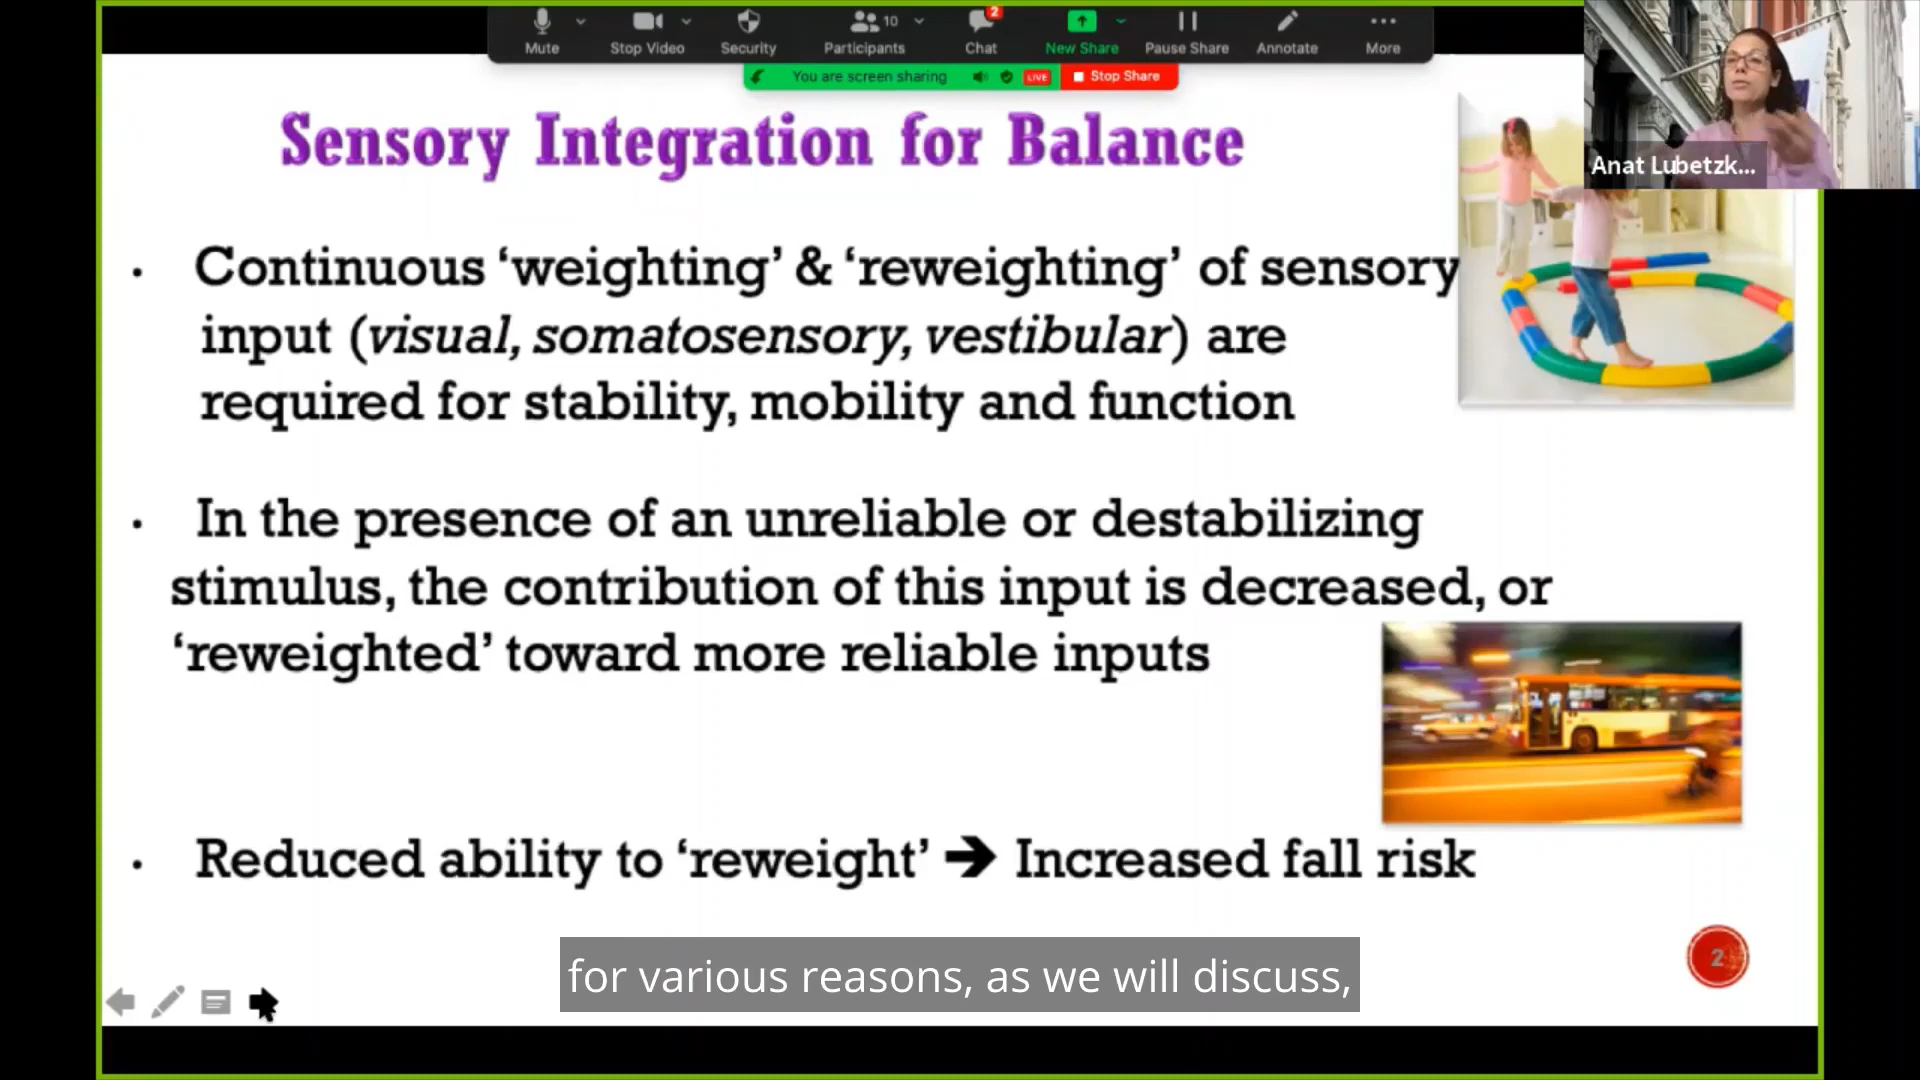 10
2
Mute
Stop Video
Security
Participants
Chat
New Share
Pause Share
Annotate
More
You are screen sharing
LIVE
Stop Share
Anat Lubetzk...
Sensory Integration for Balance
• Continuous ‘weighting’ & ‘reweighting’ of sensory
input (visual, somatosensory, vestibular) are
required for stability, mobility and function
• In the presence of an unreliable or destabilizing
stimulus, the contribution of this input is decreased, or
‘reweighted’ toward more reliable inputs
• Reduced ability to ‘reweight’ ➔ Increased fall risk
2
for various reasons, as we will discuss,